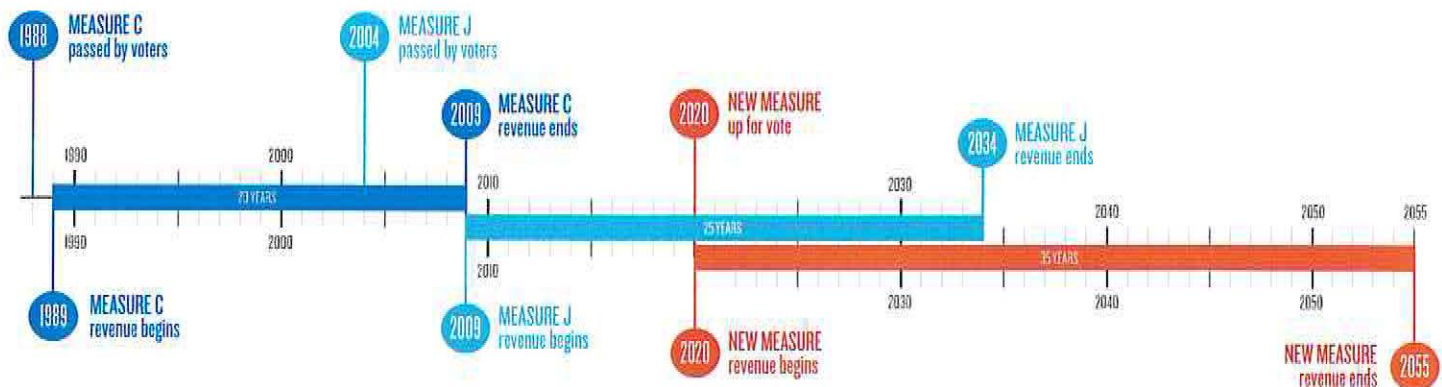 1988
MEASURE C
passed by voters
2004
MEASURE J
passed by voters
2009
MEASURE C
revenue ends
2020
NEW MEASURE
up for vote
2034
MEASURE J
revenue ends
1990
2000
2010
2030
2040
2050
2055
20 YEARS
25 YEARS
35 YEARS
1990
2000
2010
2030
2040
2050
1989
MEASURE C
revenue begins
2009
MEASURE J
revenue begins
2020
NEW MEASURE
revenue begins
NEW MEASURE
revenue ends
2055